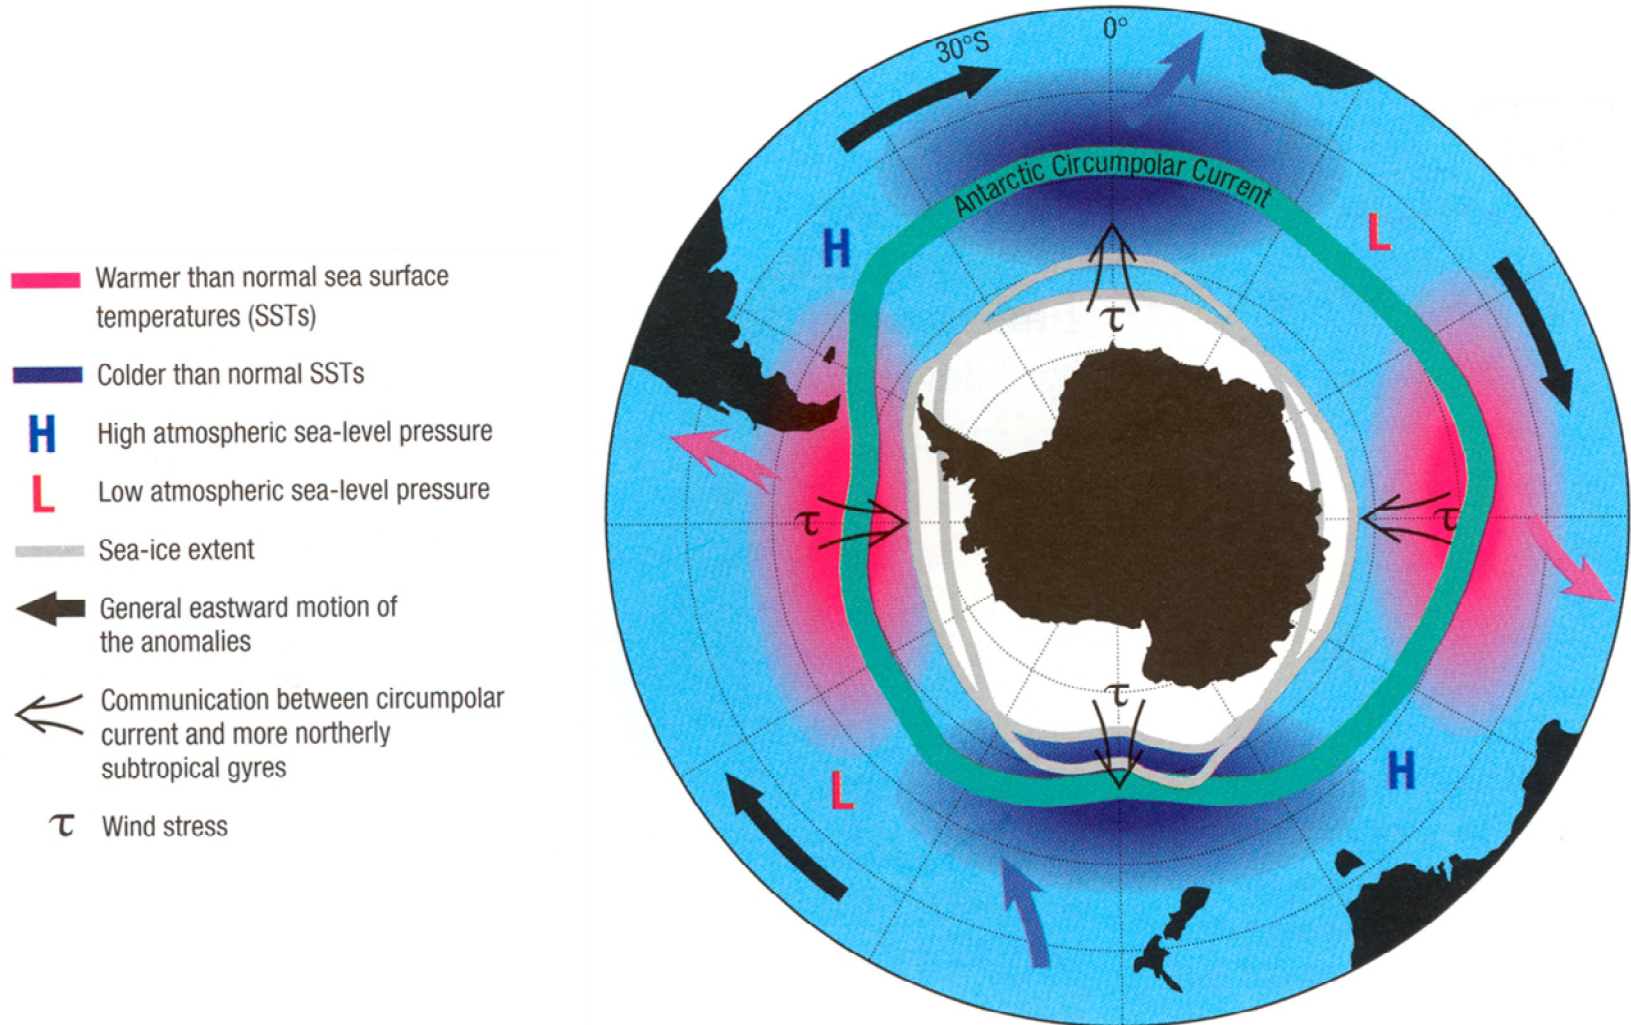 Warmer than normal sea surface
temperatures (SSTs)
Colder than normal SSTs
H
High atmospheric sea-level pressure
L
Low atmospheric sea-level pressure
Sea-ice extent
General eastward motion of
the anomalies
Communication between circumpolar
current and more northerly
subtropical gyres
τ
Wind stress
0°
30°S
Antarctic Circumpolar Current
H
L
τ
τ
τ
τ
L
H